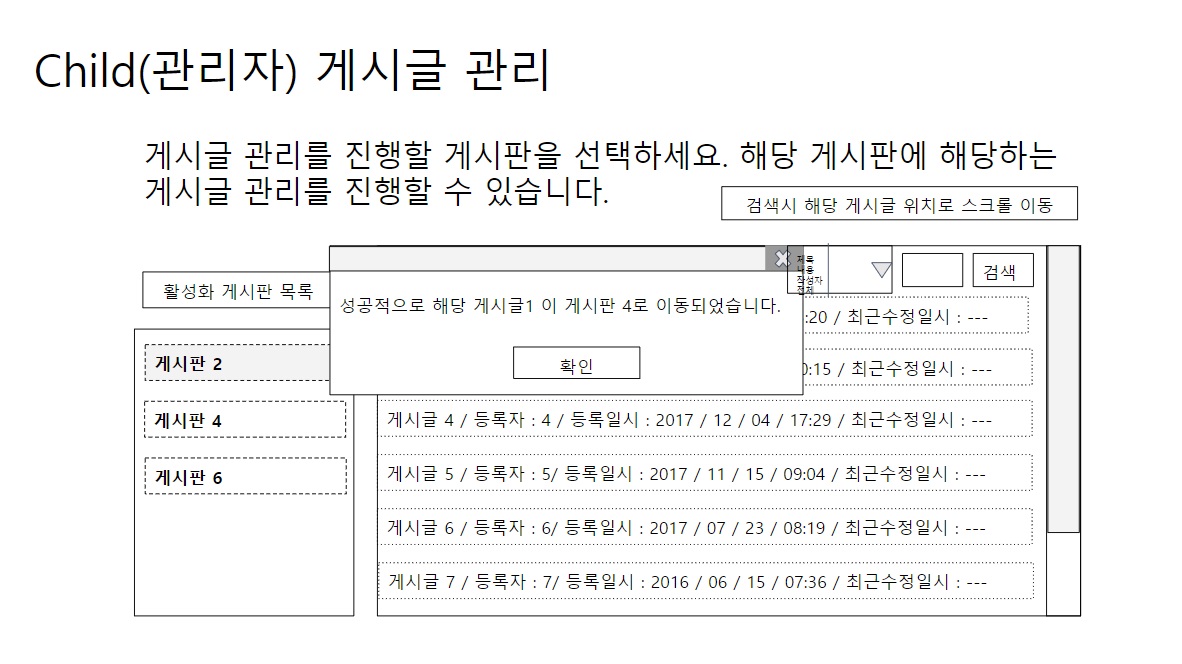 Child(관리자) 게시글 관리
게시글 관리를 진행할 게시판을 선택하세요. 해당 게시판에 해당하는
게시글 관리를 진행할 수 있습니다.
검색시 해당 게시글 위치로 스크롤 이동
제목
내용
작성자
전체
검색
활성화 게시판 목록
성공적으로 해당 게시글1 이 게시판 4로 이동되었습니다.
확인
:20 / 최근수정일시 : ---
:15 / 최근수정일시 : ---
게시판 2
게시판 4
게시판 6
게시글 4 / 등록자 : 4 / 등록일시 : 2017 / 12 / 04 / 17:29 / 최근수정일시 : ---
게시글 5 / 등록자 : 5/ 등록일시 : 2017 / 11 / 15 / 09:04 / 최근수정일시 : ---
게시글 6 / 등록자 : 6/ 등록일시 : 2017 / 07 / 23 / 08:19 / 최근수정일시 : ---
게시글 7 / 등록자 : 7/ 등록일시 : 2016 / 06 / 15 / 07:36 / 최근수정일시 : ---